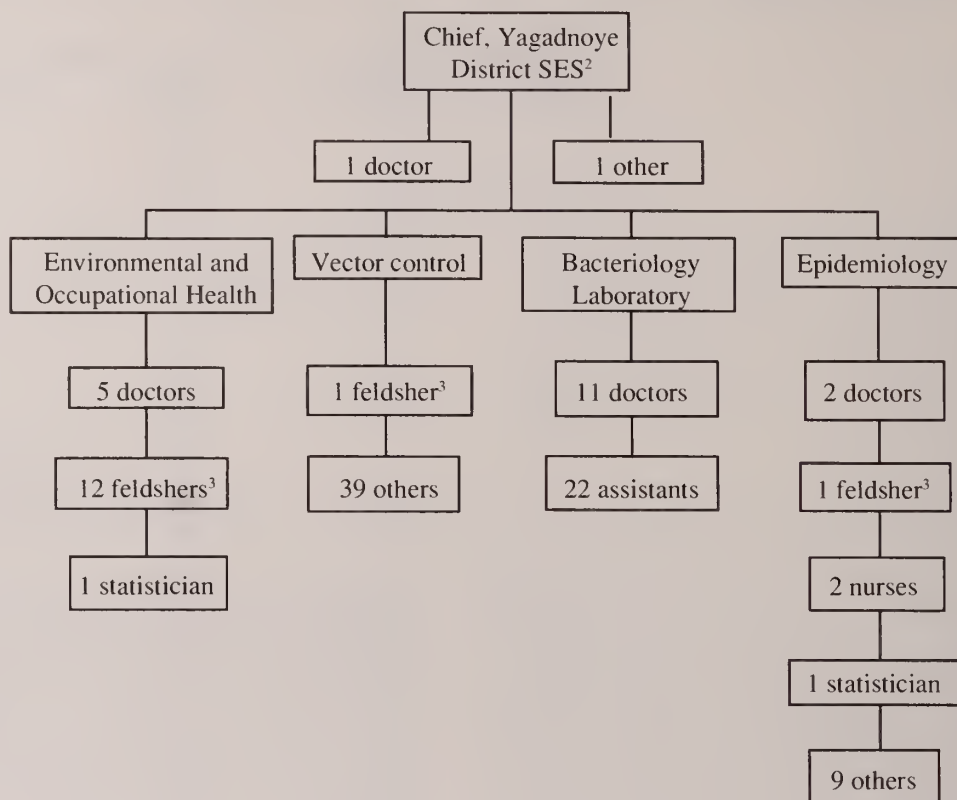 Chief, Yagadnoye
District SES²
1 doctor
1 other
Environmental and
Occupational Health
5 doctors
12 feldshers³
1 statistician
Vector control
1 feldsher³
39 others
Bacteriology
Laboratory
11 doctors
22 assistants
Epidemiology
2 doctors
1 feldsher³
2 nurses
1 statistician
9 others